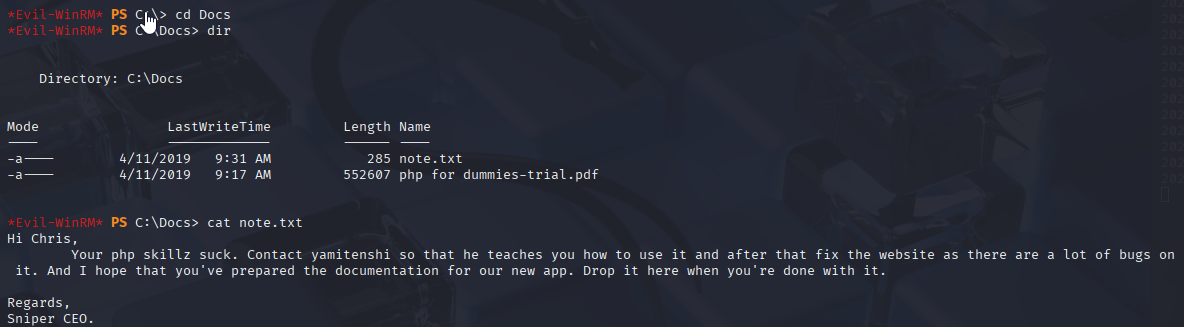 *Evil-WinRM* PS C:\> cd Docs
*Evil-WinRM* PS C:\Docs> dir
Directory: C:\Docs
Mode LastWriteTime Length Name
---- ------------- ------ ----
-a---- 4/11/2019 9:31 AM 285 note.txt
-a---- 4/11/2019 9:17 AM 552607 php for dummies-trial.pdf
*Evil-WinRM* PS C:\Docs> cat note.txt
Hi Chris,
Your php skillz suck. Contact yamitenshi so that he teaches you how to use it and after that fix the website as there are a lot of bugs on
it. And I hope that you've prepared the documentation for our new app. Drop it here when you're done with it.
Regards,
Sniper CEO.